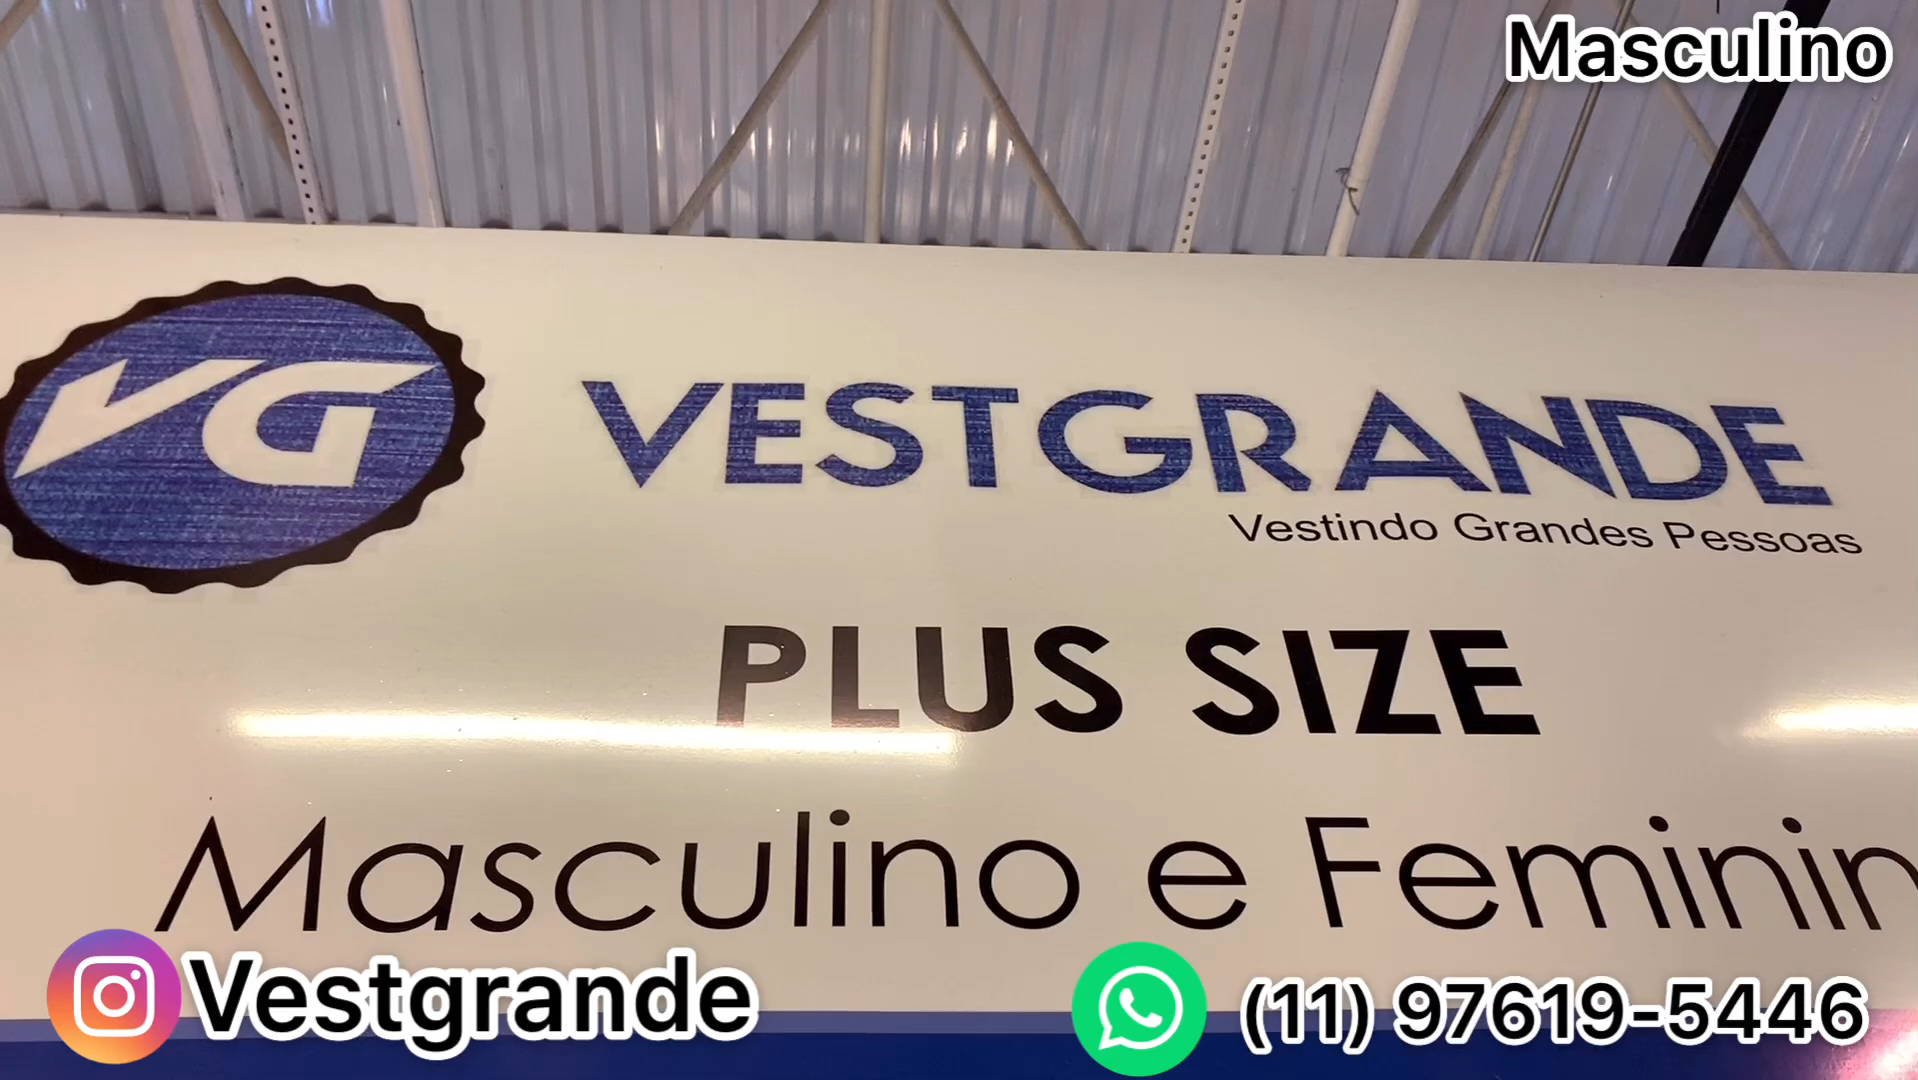 Masculino
VG
VESTGRANDE
Vestindo Grandes Pessoas
PLUS SIZE
Masculino e Feminin
Vestgrande
(11) 97619-5446